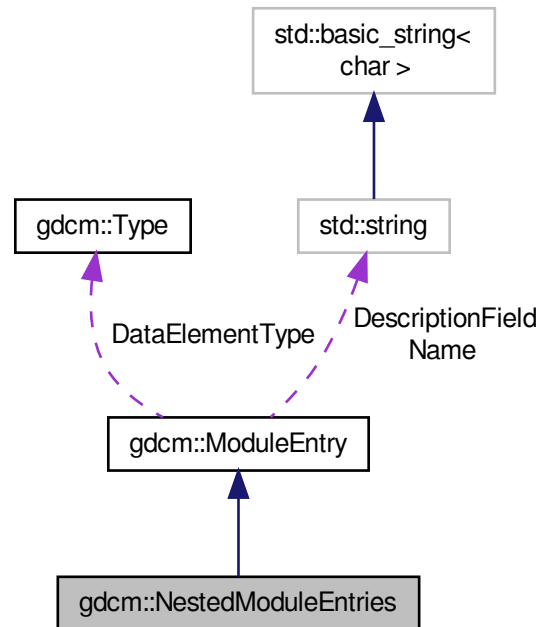 std::basic_string<
char >
gdcm::Type
std::string
DataElementType
DescriptionField
Name
gdcm::ModuleEntry
gdcm::NestedModuleEntries